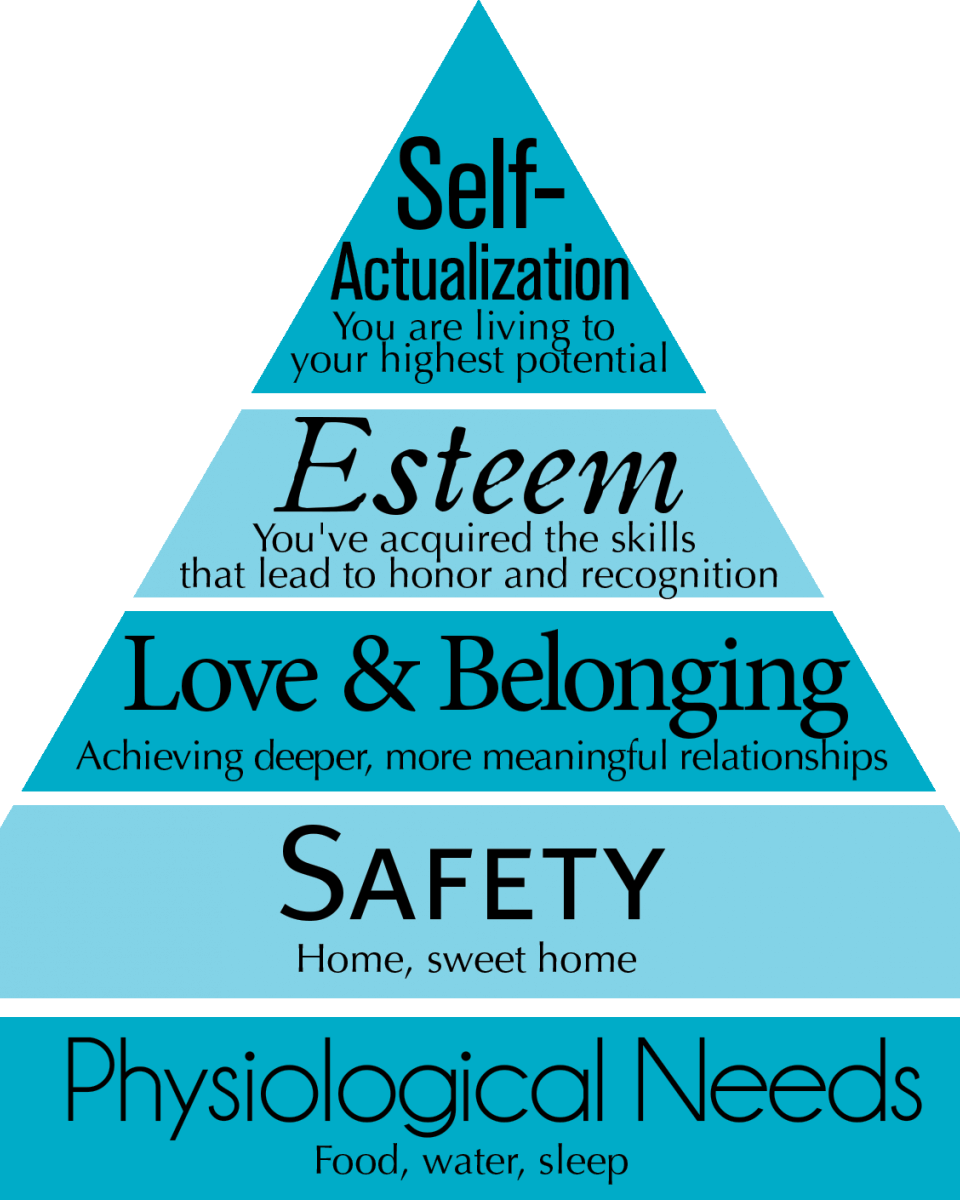 Self-
Actualization
You are living to
your highest potential
Esteem
You've acquired the skills
that lead to honor and recognition
Love & Belonging
Achieving deeper, more meaningful relationships
SAFETY
Home, sweet home
Physiological Needs
Food, water, sleep